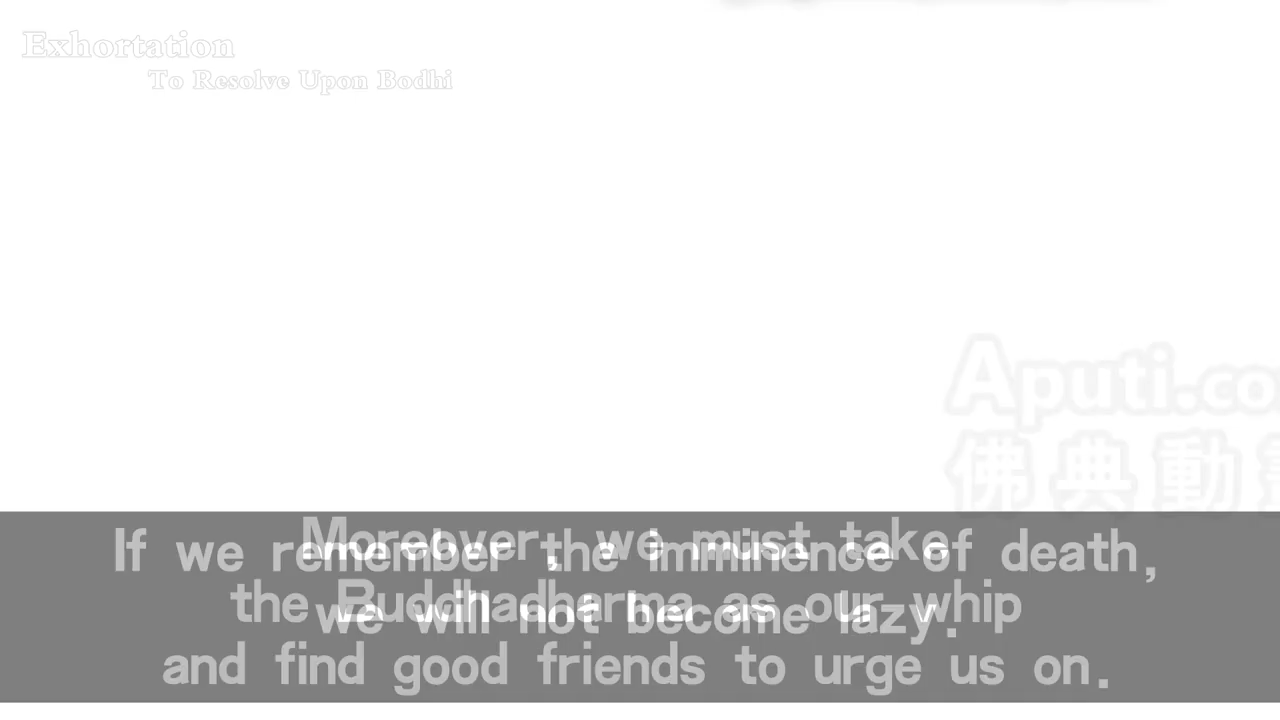 Exhortation
To Resolve Upon Bodhi
Aputi.co
佛典動
If we remember the imminence of death,
we will not become lazy.
Moreover, we must take
the Buddhadharma as our whip
and find good friends to urge us on.